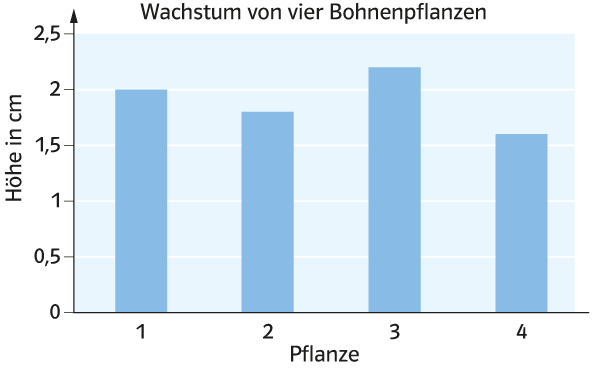 Wachstum von vier Bohnenpflanzen
Höhe in cm
2,5
2
1,5
1
0,5
0
1 2 3 4
Pflanze